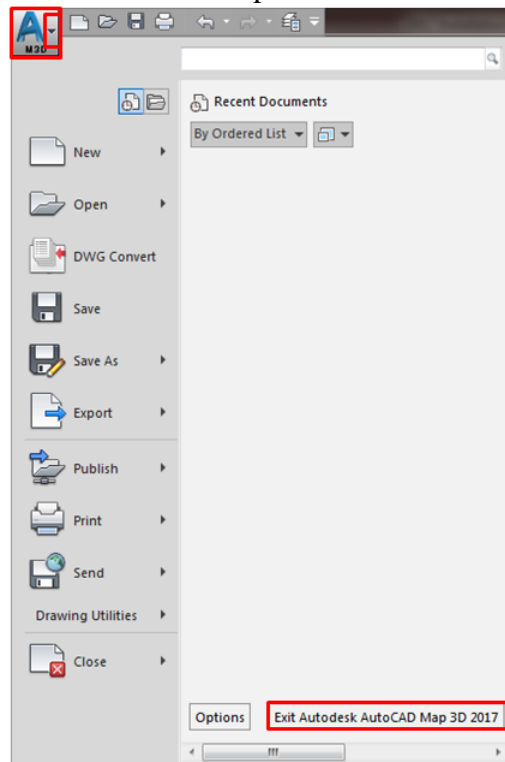 M3D
Recent Documents
By Ordered List
New
Open
DWG Convert
Save
Save As
Export
Publish
Print
Send
Drawing Utilities
Close
Options
Exit Autodesk AutoCAD Map 3D 2017